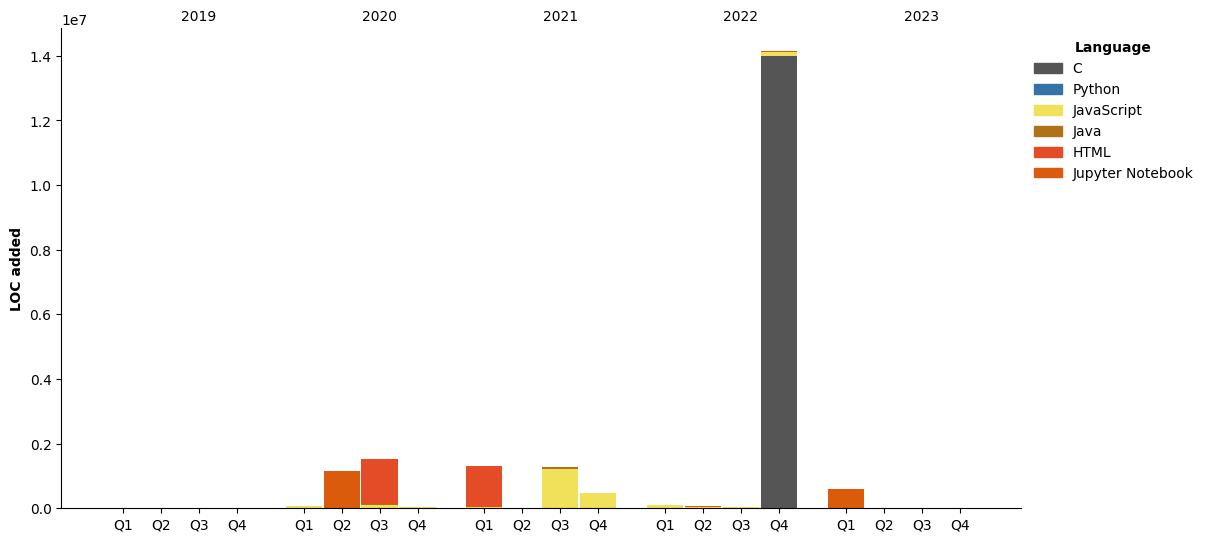 1e7
2019 2020 2021 2022 2023
Language
C
Python
JavaScript
Java
HTML
Jupyter Notebook
LOC added
1.4
1.2
1.0
0.8
0.6
0.4
0.2
0.0
Q1 Q2 Q3 Q4 Q1 Q2 Q3 Q4 Q1 Q2 Q3 Q4 Q1 Q2 Q3 Q4 Q1 Q2 Q3 Q4